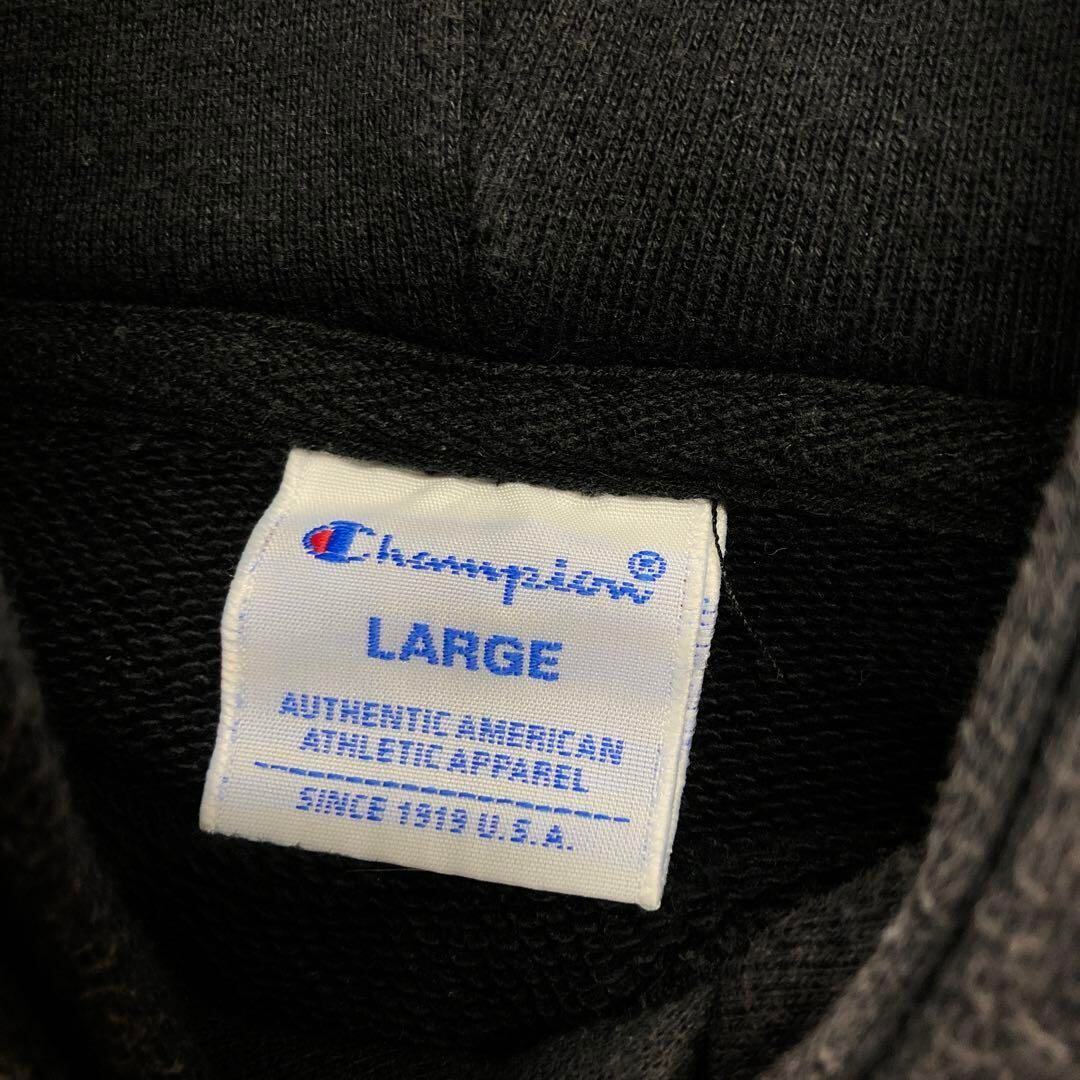 Champion®
LARGE
AUTHENTIC AMERICAN
ATHLETIC APPAREL
SINCE 1919 U.S.A.